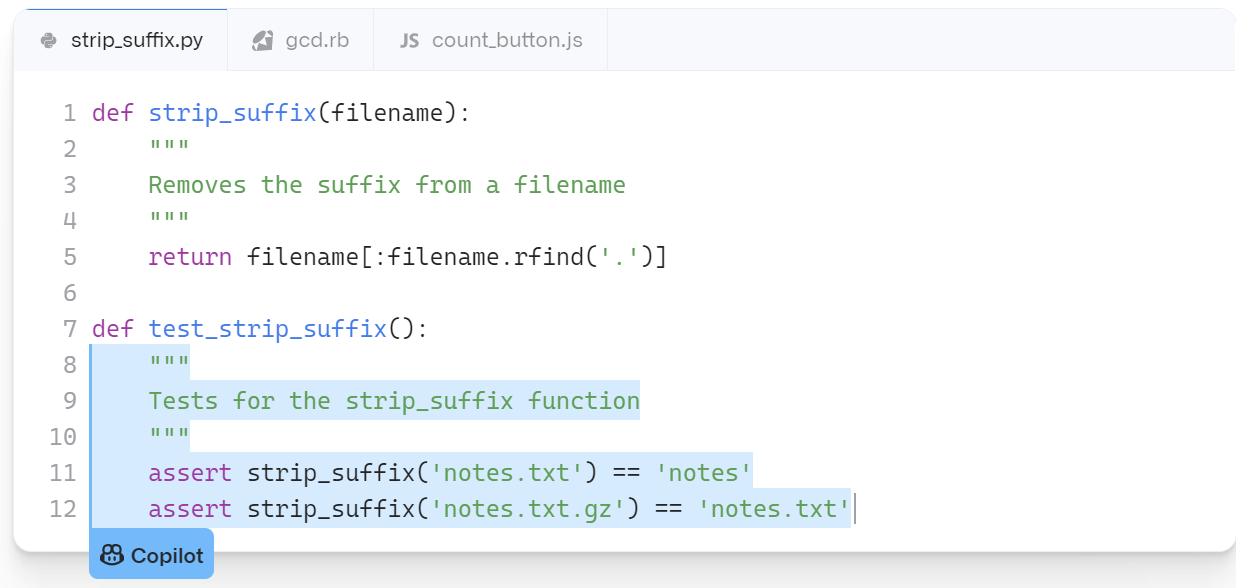 strip_suffix.py gcd.rb JS count_button.js
1 def strip_suffix(filename):
2     """
3     Removes the suffix from a filename
4     """
5     return filename[:filename.rfind('.')]
6
7 def test_strip_suffix():
8     """
9     Tests for the strip_suffix function
10     """
11     assert strip_suffix('notes.txt') == 'notes'
12     assert strip_suffix('notes.txt.gz') == 'notes.txt'
Copilot